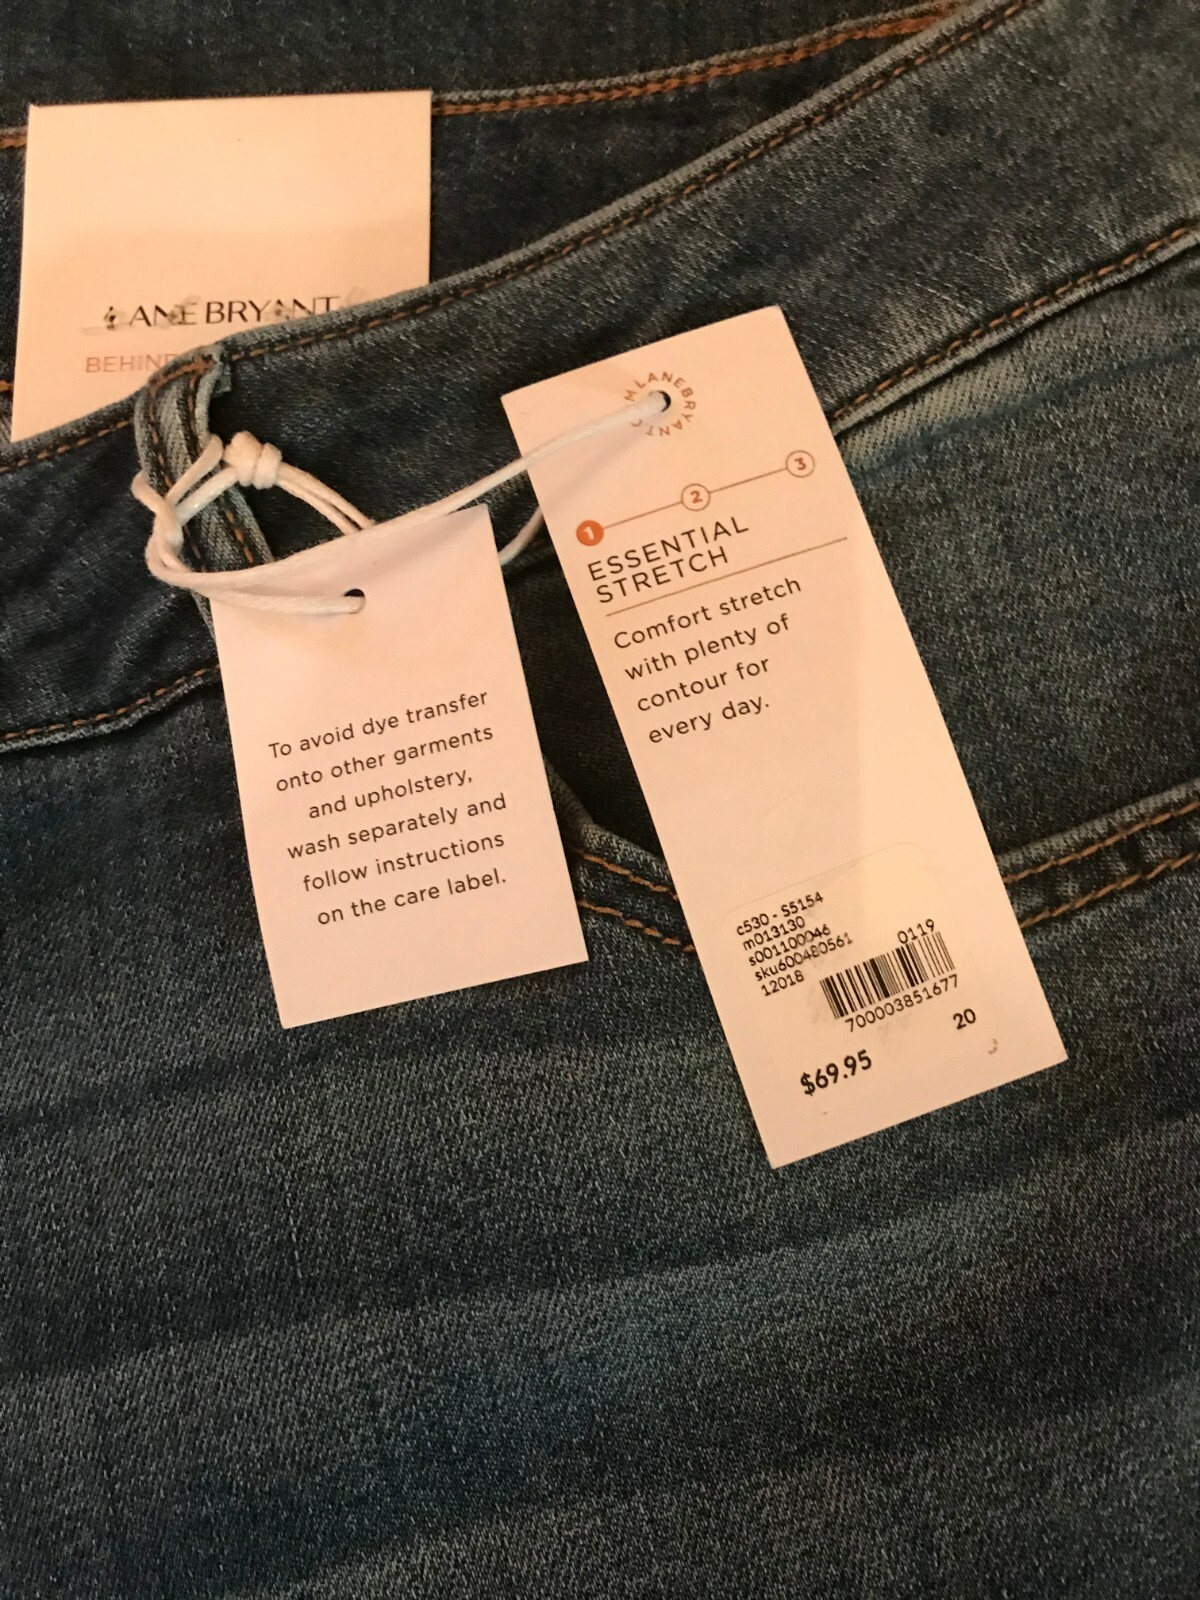 LANE BRYANT
LANEBRYANT
1
2
3
ESSENTIAL
STRETCH
Comfort stretch
with plenty of
contour for
every day.
To avoid dye transfer
onto other garments
and upholstery,
wash separately and
follow instructions
on the care label.
c530 - S5154
m013130
s001100046
sku600480561
12018
0119
700003851677
20
$69.95